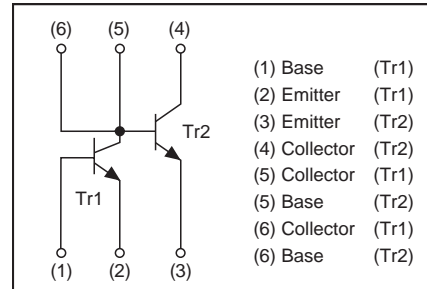 (6) (5) (4)
Tr2
Tr1
(1) (2) (3)
(1) Base (Tr1)
(2) Emitter (Tr1)
(3) Emitter (Tr2)
(4) Collector (Tr2)
(5) Collector (Tr1)
(5) Base (Tr2)
(6) Collector (Tr1)
(6) Base (Tr2)